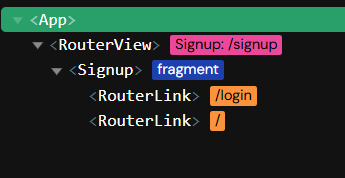 <App>
<RouterView> Signup: /signup
<Signup> fragment
<RouterLink> /login
<RouterLink> /